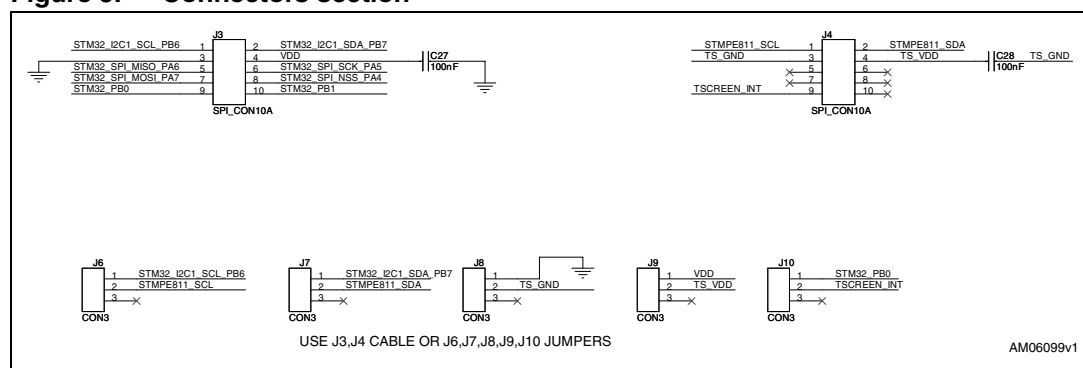 J3
STM32_I2C1_SCL_PB6 1 2 STM32_I2C1_SDA_PB7
3 4 VDD
STM32_SPI_MISO_PA6 5 6 STM32_SPI_SCK_PA5
STM32_SPI_MOSI_PA7 7 8 STM32_SPI_NSS_PA4
STM32_PB0 9 10 STM32_PB1
SPI_CON10A
C27
100nF
J4
STMPE811_SCL 1 2 STMPE811_SDA
TS_GND 3 4 TS_VDD
5 6
7 8
TSCREEN_INT 9 10
SPI_CON10A
C28 TS_GND
100nF
J6
1 STM32_I2C1_SCL_PB6
2 STMPE811_SCL
3
CON3
J7
1 STM32_I2C1_SDA_PB7
2 STMPE811_SDA
3
CON3
J8
1
2 TS_GND
3
CON3
J9
1 VDD
2 TS_VDD
3
CON3
J10
1 STM32_PB0
2 TSCREEN_INT
3
CON3
USE J3,J4 CABLE OR J6,J7,J8,J9,J10 JUMPERS
AM06099v1